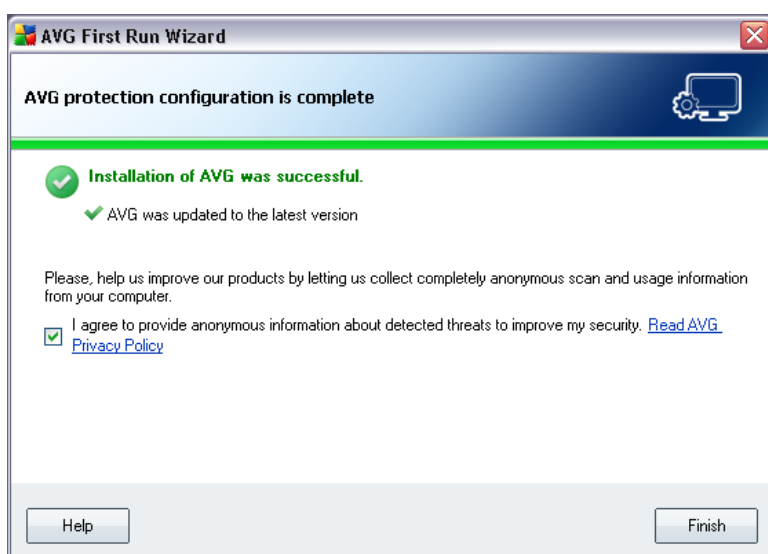 AVG First Run Wizard
AVG protection configuration is complete
Installation of AVG was successful.
AVG was updated to the latest version
Please, help us improve our products by letting us collect completely anonymous scan and usage information
from your computer.
I agree to provide anonymous information about detected threats to improve my security. Read AVG
Privacy Policy
Help
Finish